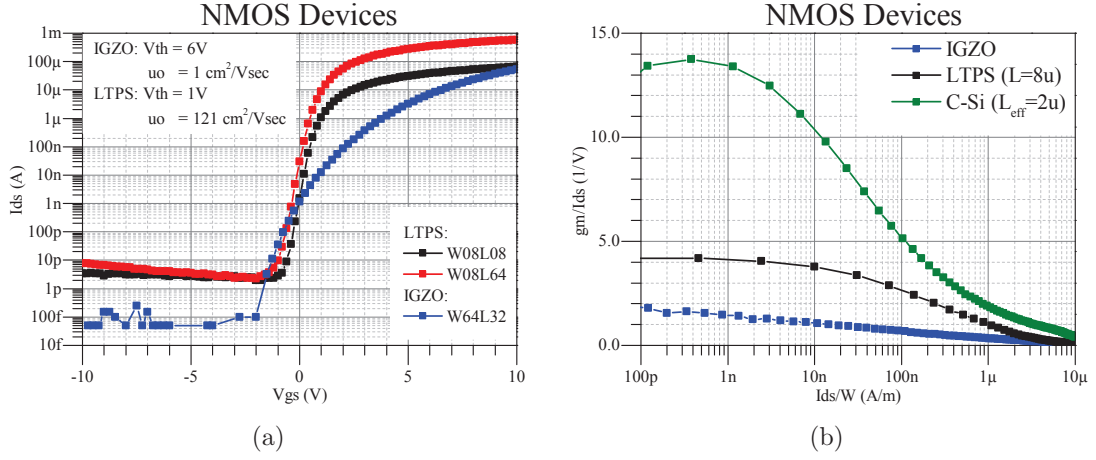 NMOS Devices
1m
100µ
10µ
1µ
100n
10n
1n
100p
10p
1p
100f
10f
Ids (A)
IGZO: Vth = 6V
uo = 1 cm²/Vsec
LTPS: Vth = 1V
uo = 121 cm²/Vsec
LTPS:
W08L08
W08L64
IGZO:
W64L32
-10 -5 0 5 10
Vgs (V)
(a)
NMOS Devices
15.0
10.0
5.0
0.0
gm/Ids (1/V)
IGZO
LTPS (L=8u)
C-Si (L_eff=2u)
100p 1n 10n 100n 1µ 10µ
Ids/W (A/m)
(b)